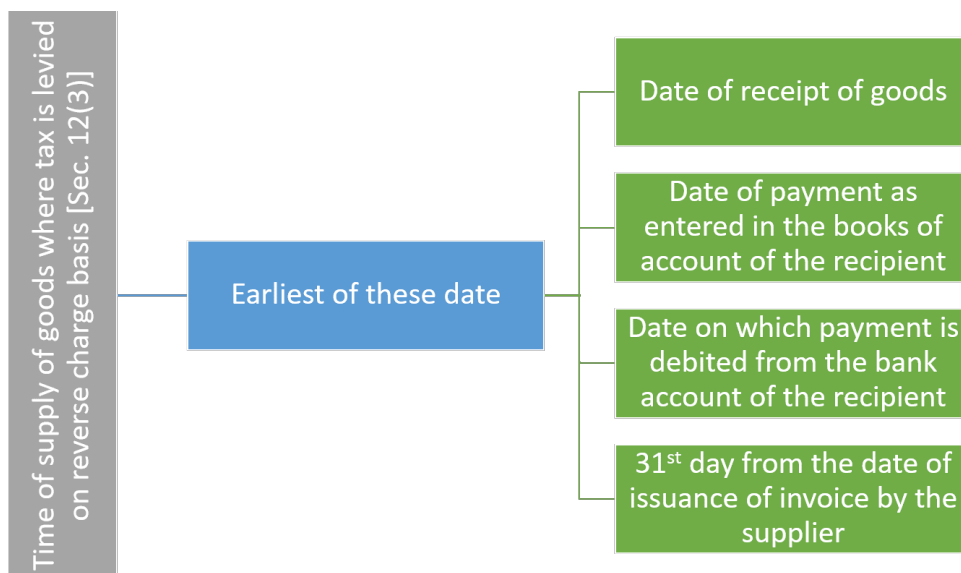 Time of supply of goods where tax is levied
on reverse charge basis [Sec. 12(3)]
Earliest of these date
Date of receipt of goods
Date of payment as
entered in the books of
account of the recipient
Date on which payment is
debited from the bank
account of the recipient
31st day from the date of
issuance of invoice by the
supplier